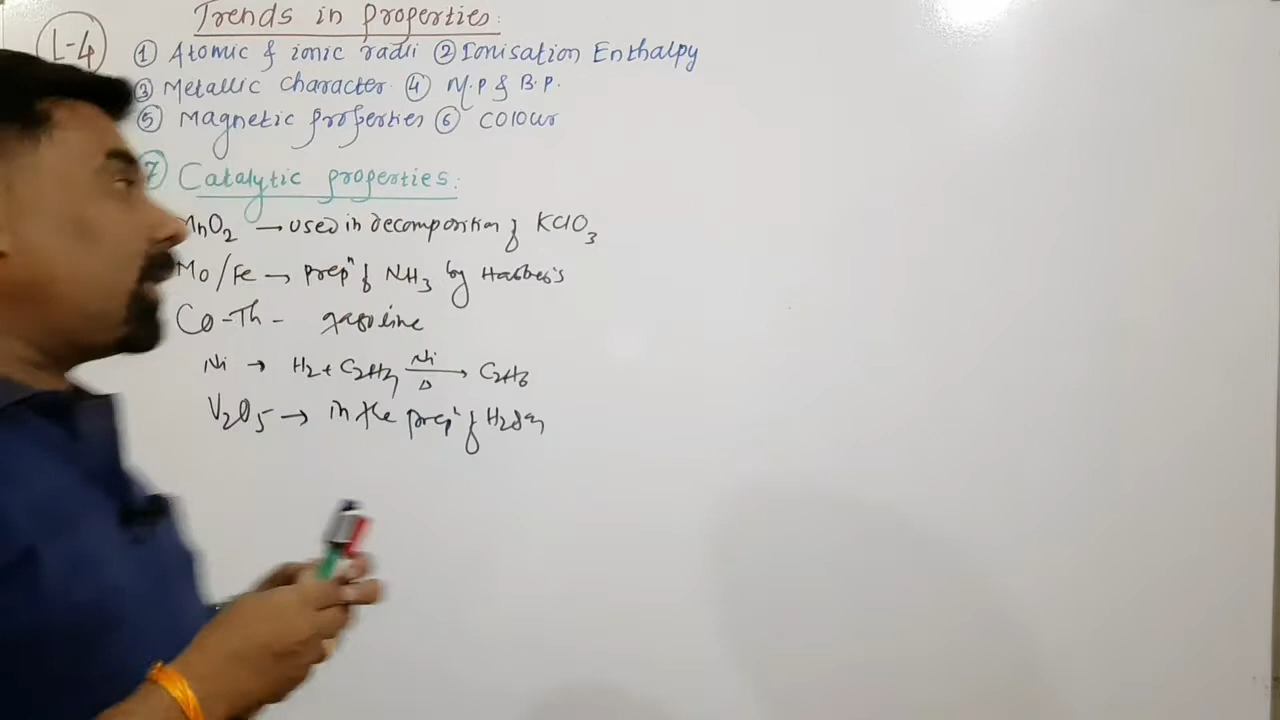 L-4
Trends in properties:
① Atomic & ionic radii ② Ionisation Enthalpy
③ Metallic character ④ M.P & B.P.
⑤ Magnetic properties ⑥ Colour
⑦ Catalytic properties:
MnO2 → used in decomposition of KClO3
Mo/Fe → prepⁿ of NH3 by Haeber's
Co-Th - gasoline
Ni → H2 + C2H4 Ni → Δ C2H6
V2O5 → in the prepⁿ of H2SO4